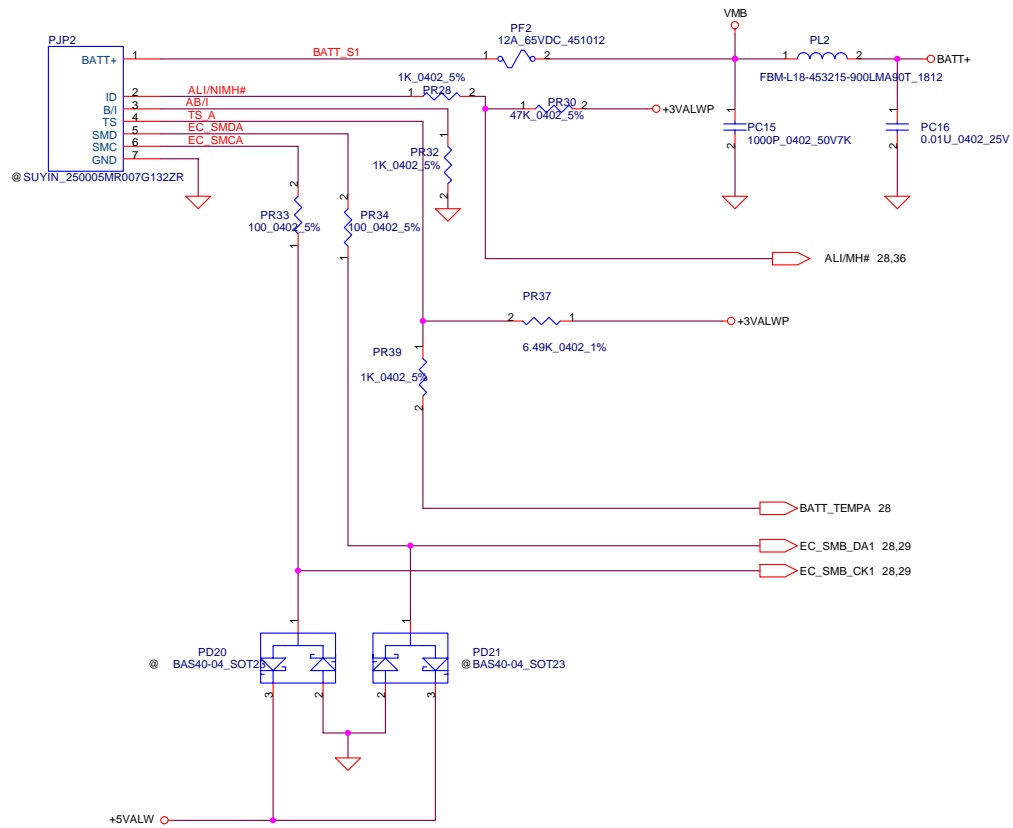 VMB
PJP2
PF2
12A_65VDC_451012
PL2
BATT+
1
BATT_S1
1
2
1
2
BATT+
FBM-L18-453215-900LMA90T_1812
1K_0402_5%
ID
2
ALI/NIMH#
1
PR28
2
B/I
3
AB/I
1
PR30
2
+3VALWP
47K_0402_5%
TS
4
TS_A
SMD
5
EC_SMDA
SMC
6
EC_SMCA
GND
7
@SUYIN_250005MR007G132ZR
1
PR32
1K_0402_5%
2
1
PC15
1000P_0402_50V7K
2
1
PC16
0.01U_0402_25V
2
2
PR33
100_0402_5%
1
2
PR34
100_0402_5%
1
ALI/MH# 28,36
PR37
2
1
+3VALWP
6.49K_0402_1%
PR39
1
1K_0402_5%
2
BATT_TEMPA 28
EC_SMB_DA1 28,29
EC_SMB_CK1 28,29
1
1
PD20
@ BAS40-04_SOT23
PD21
@BAS40-04_SOT23
3
2
2
3
+5VALW